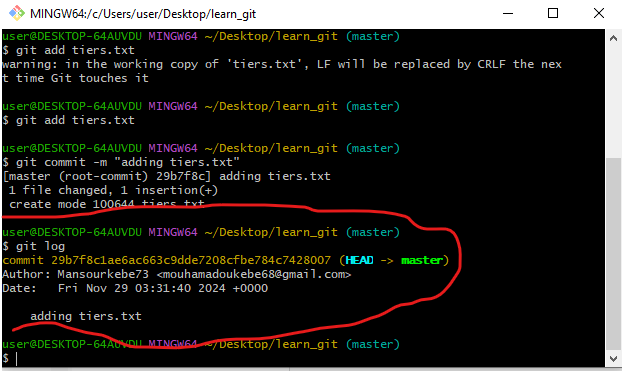 MINGW64:/c/Users/user/Desktop/learn_git
user@DESKTOP-64AUVDU MINGW64 ~/Desktop/learn_git (master)
$ git add tiers.txt
warning: in the working copy of 'tiers.txt', LF will be replaced by CRLF the nex
t time Git touches it
user@DESKTOP-64AUVDU MINGW64 ~/Desktop/learn_git (master)
$ git add tiers.txt
user@DESKTOP-64AUVDU MINGW64 ~/Desktop/learn_git (master)
$ git commit -m "adding tiers.txt"
[master (root-commit) 29b7f8c] adding tiers.txt
1 file changed, 1 insertion(+)
create mode 100644 tiers.txt
user@DESKTOP-64AUVDU MINGW64 ~/Desktop/learn_git (master)
$ git log
commit 29b7f8c1ae6ac663c9dde7208cfbe784c7428007 (HEAD -> master)
Author: Mansourkebe73 <mouhamadoukebe68@gmail.com>
Date:   Fri Nov 29 03:31:40 2024 +0000
adding tiers.txt
user@DESKTOP-64AUVDU MINGW64 ~/Desktop/learn_git (master)
$